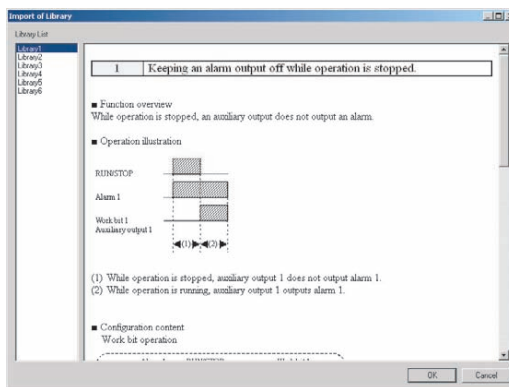 Import of Library
Library List
Library1
Library2
Library3
Library4
Library5
Library6
1 Keeping an alarm output off while operation is stopped.
■ Function overview
While operation is stopped, an auxiliary output does not output an alarm.
■ Operation illustration
RUN/STOP
Alarm 1
Work bit 1
Auxiliary output 1
(1) (2)
(1) While operation is stopped, auxiliary output 1 does not output alarm 1.
(2) While operation is running, auxiliary output 1 outputs alarm 1.
■ Configuration content
Work bit operation
OK
Cancel